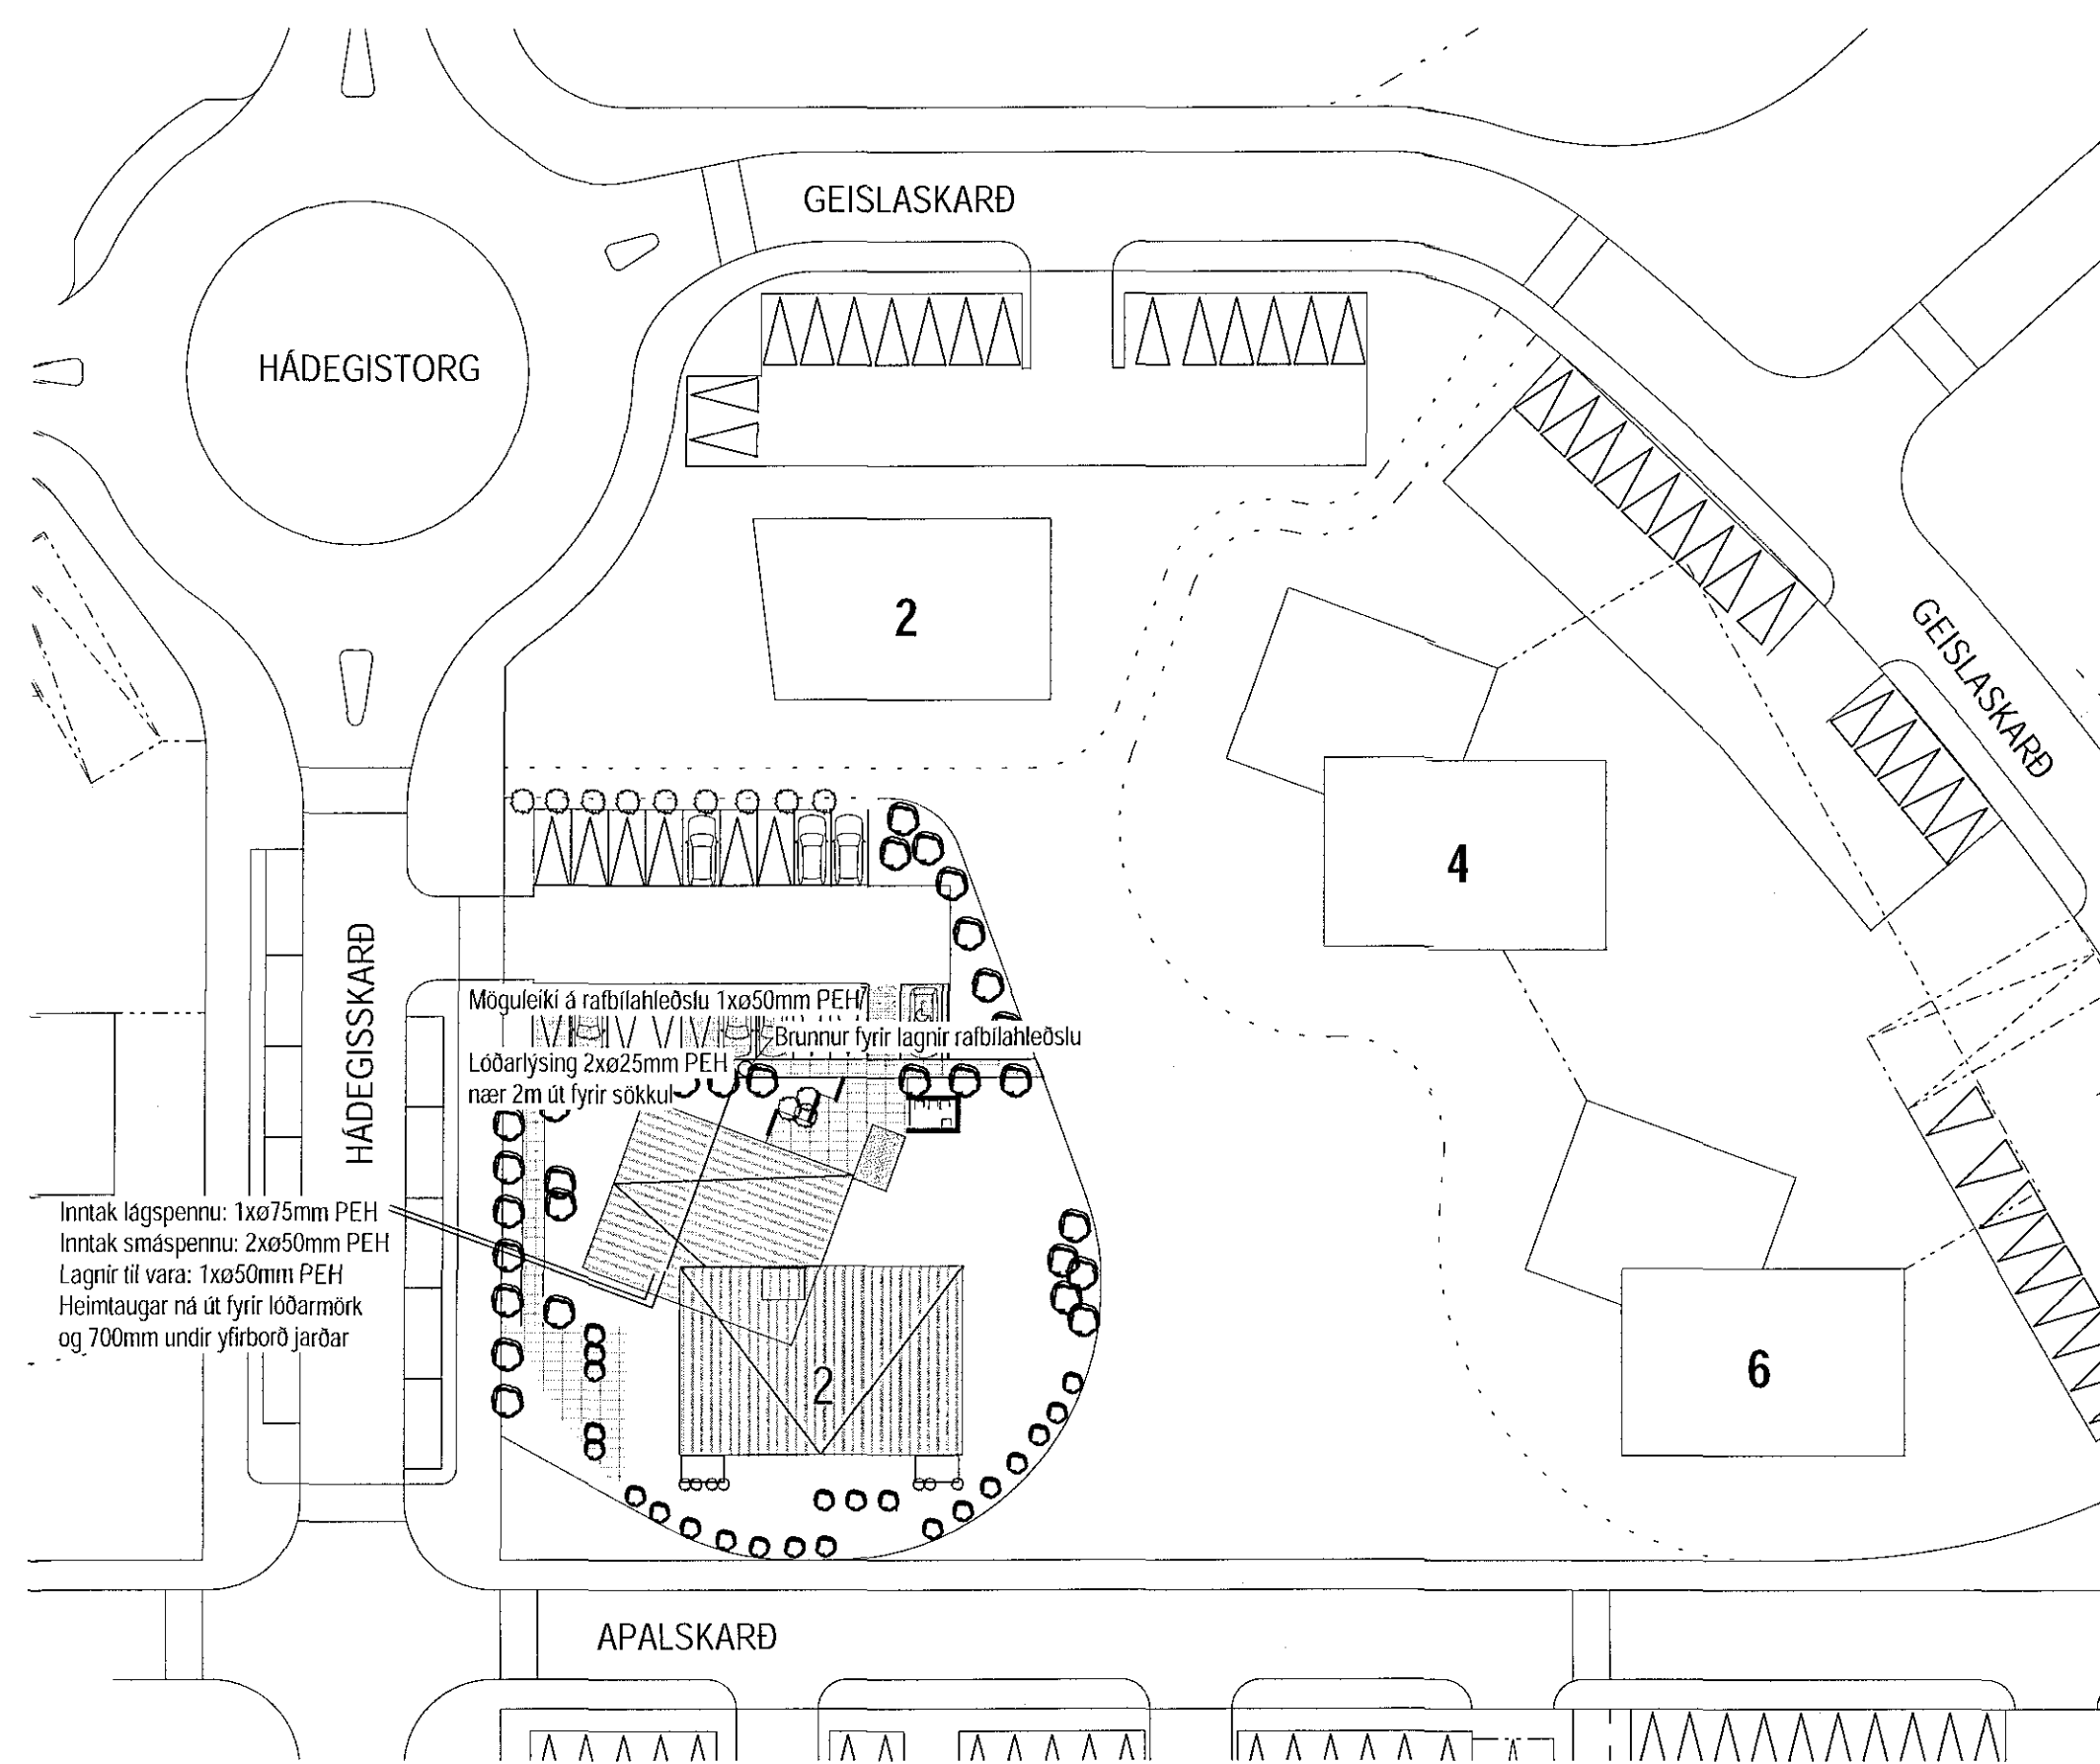 GEISLASKARÐ
HÁDEGISTORG
2
GEISLASKARÐ
4
HÁDEGISSKARÐ
Möguleiki á rafbílahleðslu 1xø50mm PEH
Brunnur fyrir lagnir rafbílahleðslu
Lóðarlýsing 2xø25mm PEH
nær 2m út fyrir sökkul
Inntak lágspennu: 1xø75mm PEH
Inntak smáspennu: 2xø50mm PEH
Lagnir til vara: 1xø50mm PEH
Heimtaugar ná út fyrir lóðarmörk
og 700mm undir yfirborð jarðar
2
6
APALSKARÐ